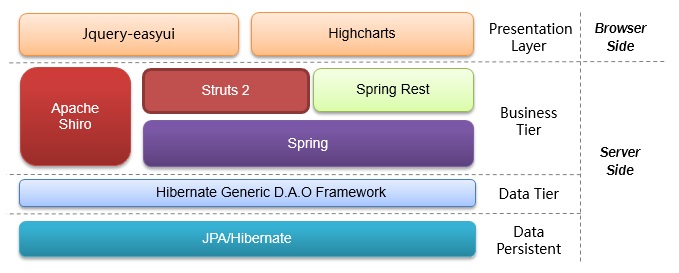 Jquery-easyui
Highcharts
Presentation
Layer
Browser
Side
Apache
Shiro
Struts 2
Spring Rest
Business
Tier
Spring
Server
Side
Hibernate Generic D.A.O Framework
Data Tier
JPA/Hibernate
Data
Persistent